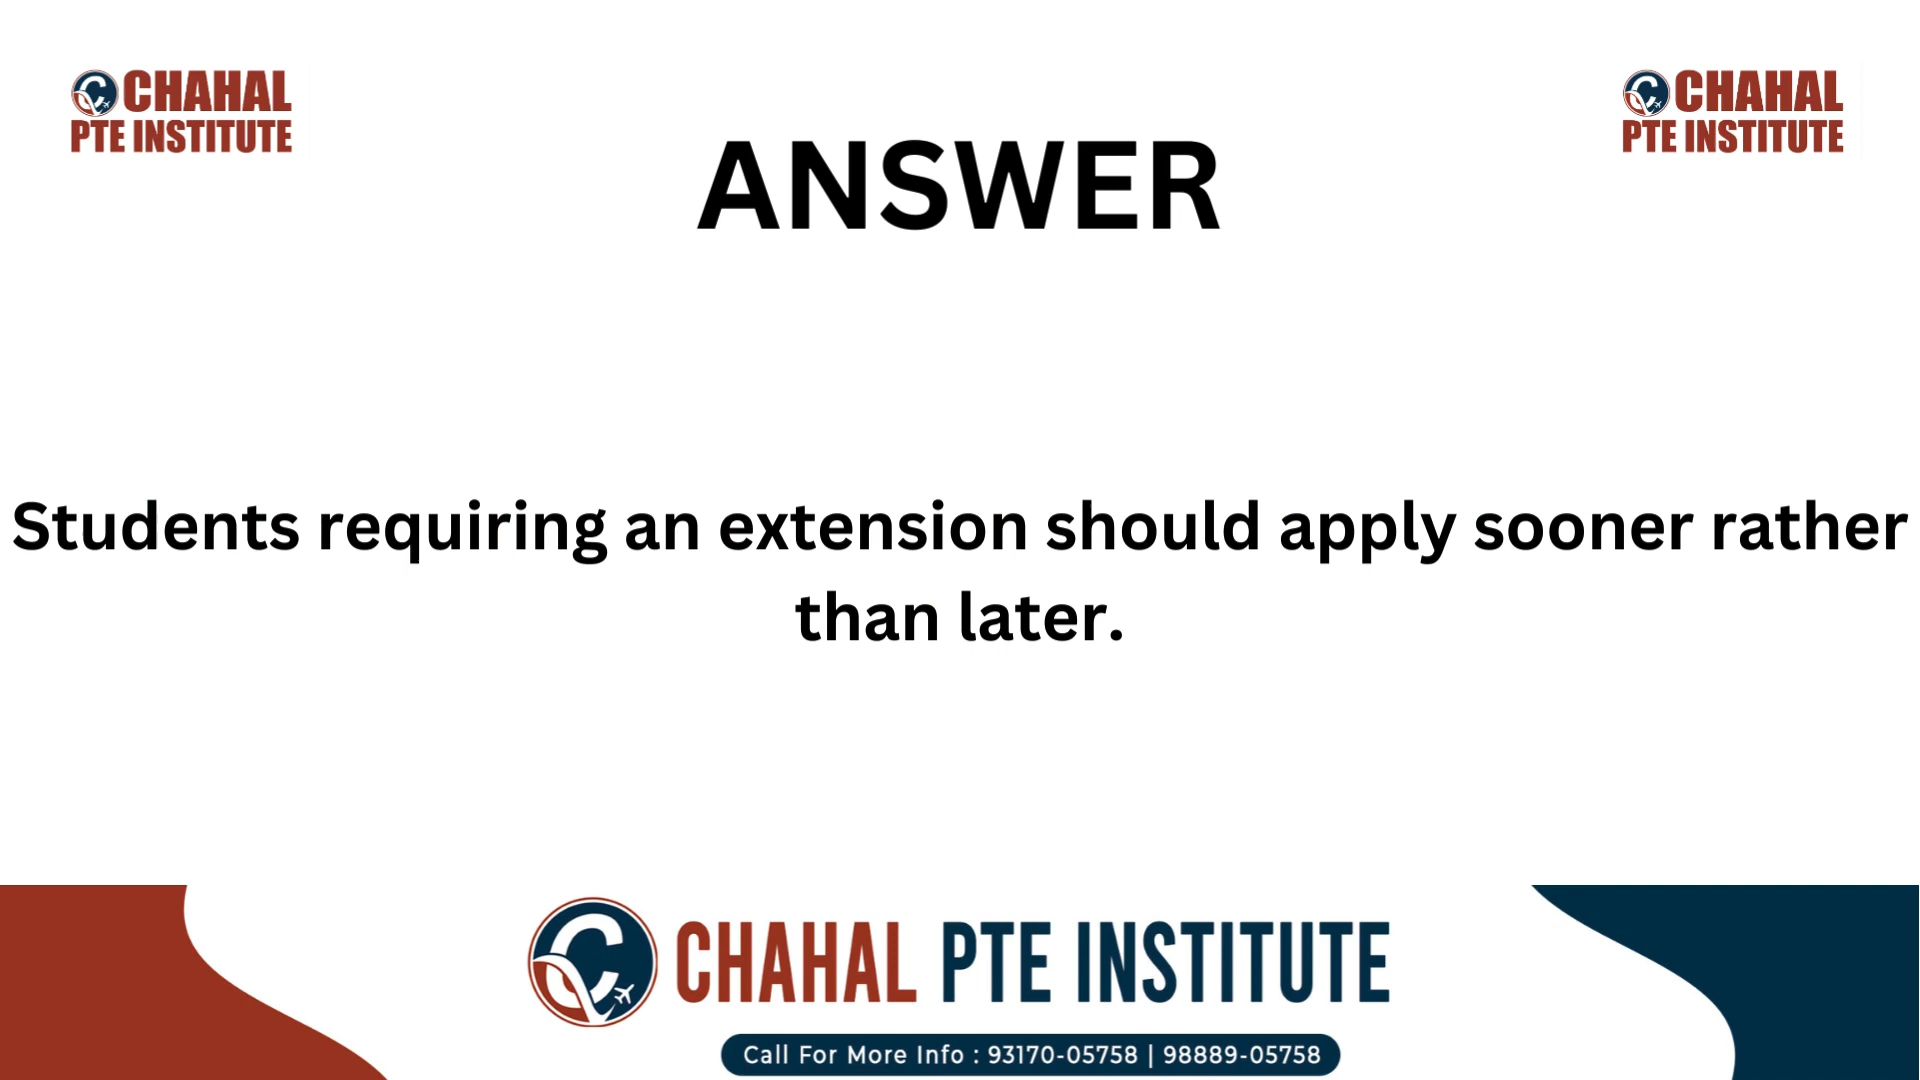 CHAHAL
PTE INSTITUTE
CHAHAL
PTE INSTITUTE
ANSWER
Students requiring an extension should apply sooner rather
than later.
CHAHAL PTE INSTITUTE
Call For More Info : 93170-05758 | 98889-05758